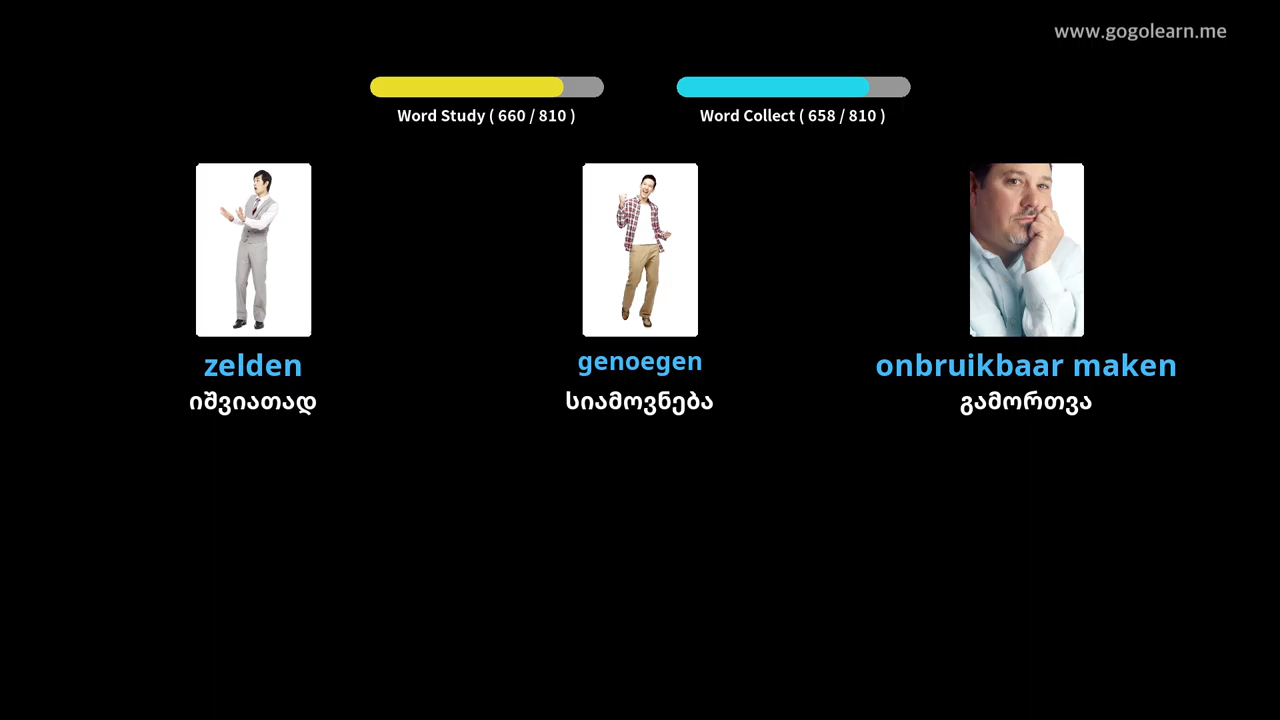 www.gogolearn.me
Word Study ( 660 / 810 )
Word Collect ( 658 / 810 )
zelden
genoegen
onbruikbaar maken
იშვიათად
სიამოვნება
გამორთვა